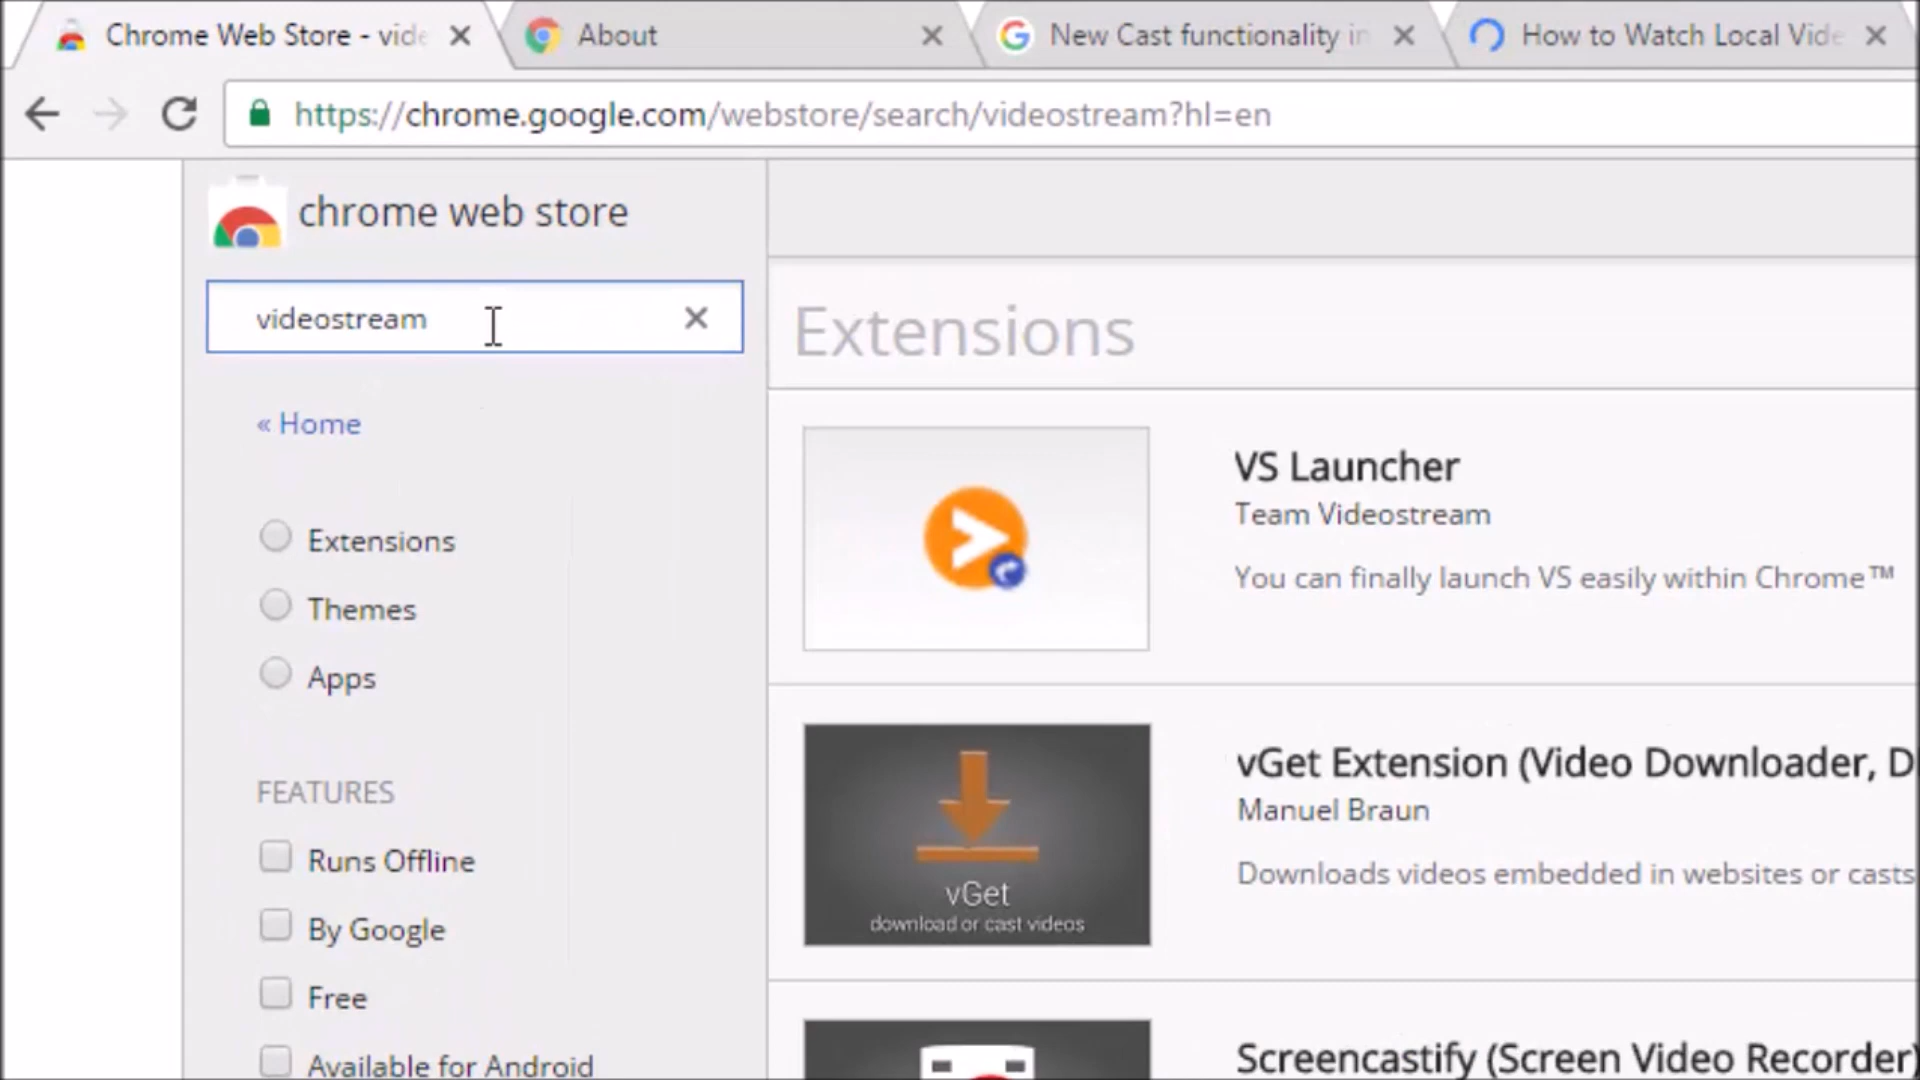 Chrome Web Store - vide
About
New Cast functionality in
How to Watch Local Vide
https://chrome.google.com/webstore/search/videostream?hl=en
chrome web store
videostream
« Home
Extensions
Themes
Apps
FEATURES
Runs Offline
By Google
Free
Available for Android
Extensions
VS Launcher
Team Videostream
You can finally launch VS easily within Chrome™
vGet
download or cast videos
vGet Extension (Video Downloader, D
Manuel Braun
Downloads videos embedded in websites or casts
Screencastify (Screen Video Recorder)